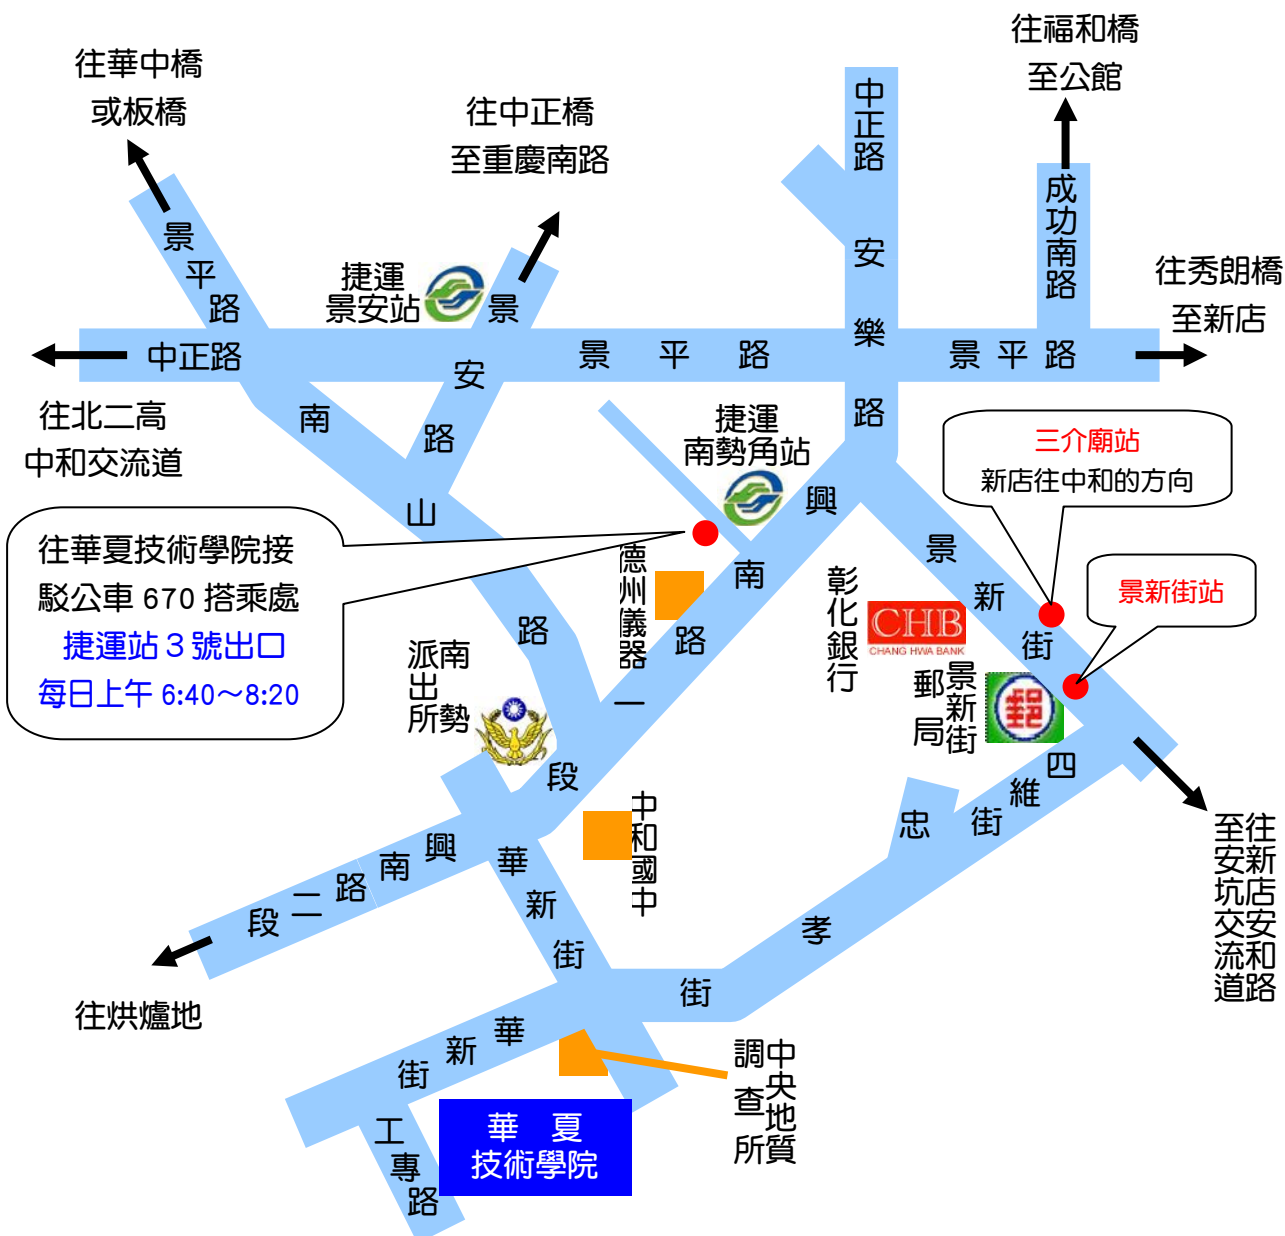 往華中橋
或板橋
往中正橋
至重慶南路
往福和橋
至公館
往秀朗橋
至新店
中正路
安樂路
成功南路
景平路
捷運
景安站
景安路
中正路
景平路
景平路
往北二高
中和交流道
南山路
捷運
南勢角站
三介廟站
新店往中和的方向
景新街站
往華夏技術學院接
駁公車 670 搭乘處
捷運站 3 號出口
每日上午 6:40～8:20
德州儀器
興南路一段
景新街
彰化銀行
CHB
CHANG HWA BANK
景新街
郵局
郵
南勢
派出所
中和國中
四維街
忠孝街
往新店安和路
至安坑交流道
興南路二段
往烘爐地
華新街
華新街
工專路
華夏
技術學院
中央地質
調查所